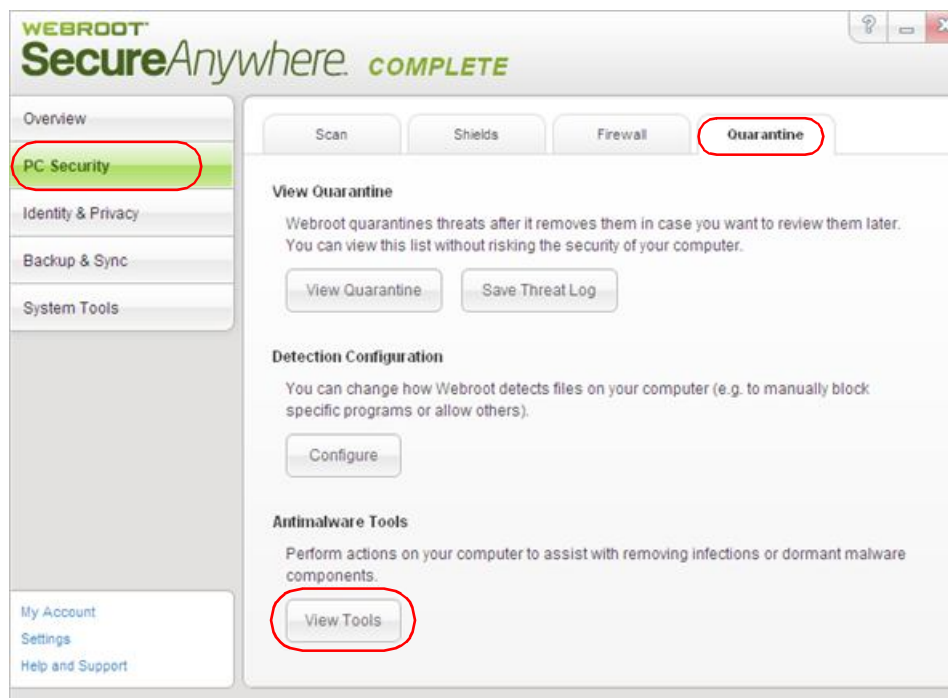 WEBROOT
SecureAnywhere. COMPLETE
Overview
PC Security
Identity & Privacy
Backup & Sync
System Tools
Scan
Shields
Firewall
Quarantine
View Quarantine
Webroot quarantines threats after it removes them in case you want to review them later.
You can view this list without risking the security of your computer.
View Quarantine
Save Threat Log
Detection Configuration
You can change how Webroot detects files on your computer (e.g. to manually block
specific programs or allow others).
Configure
Antimalware Tools
Perform actions on your computer to assist with removing infections or dormant malware
components.
View Tools
My Account
Settings
Help and Support